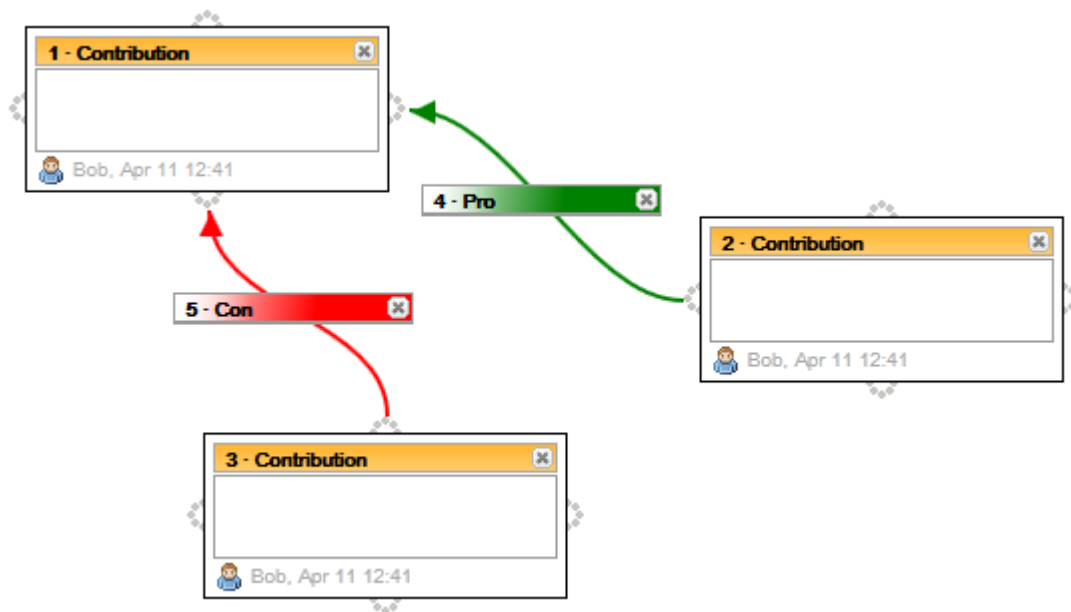 1 - Contribution
Bob, Apr 11 12:41
4 - Pro
2 - Contribution
Bob, Apr 11 12:41
5 - Con
3 - Contribution
Bob, Apr 11 12:41